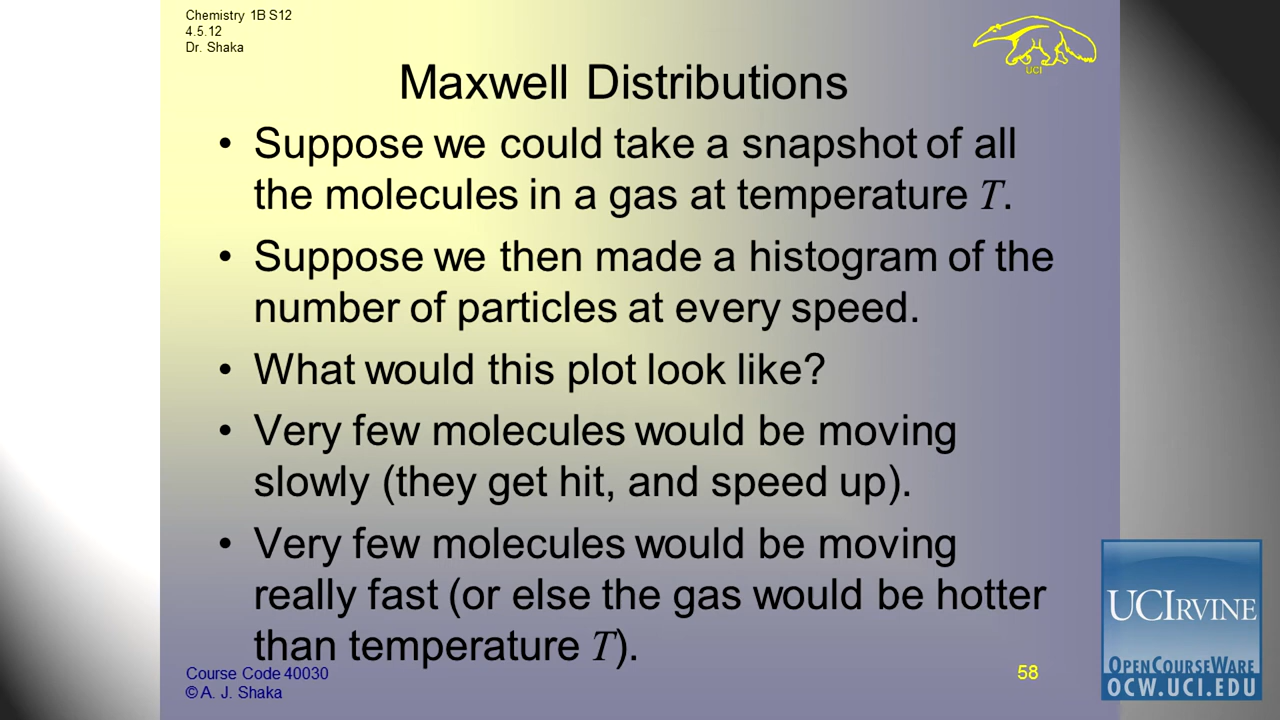 Chemistry 1B S12
4.5.12
Dr. Shaka
UCI
Maxwell Distributions
• Suppose we could take a snapshot of all
the molecules in a gas at temperature T.
• Suppose we then made a histogram of the
number of particles at every speed.
• What would this plot look like?
• Very few molecules would be moving
slowly (they get hit, and speed up).
• Very few molecules would be moving
really fast (or else the gas would be hotter
than temperature T).
Course Code 40030
© A. J. Shaka
58
UCIRVINE
OPENCOURSEWARE
OCW.UCI.EDU